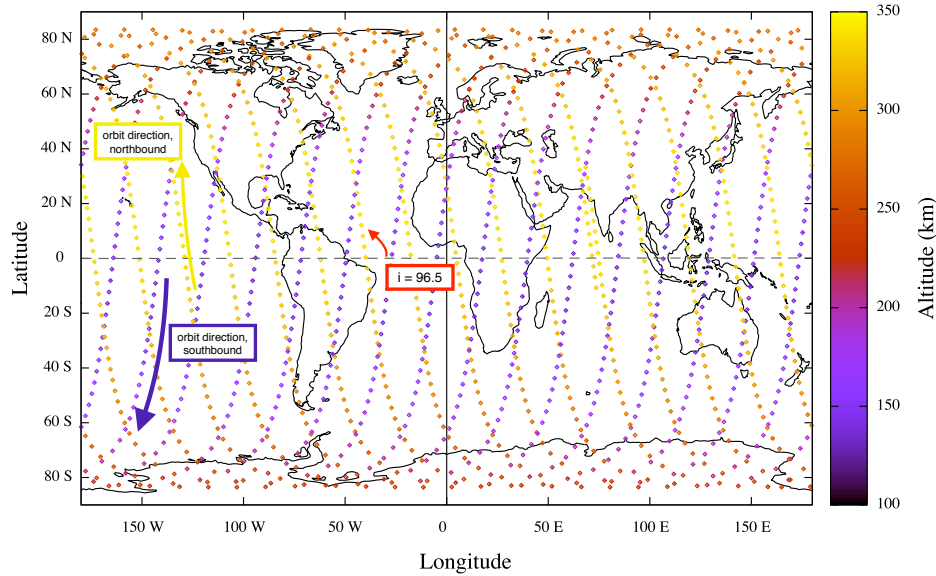 80 N
60 N
40 N
20 N
0
20 S
40 S
60 S
80 S
Latitude
orbit direction,
northbound
i = 96.5
orbit direction,
southbound
150 W
100 W
50 W
0
50 E
100 E
150 E
Longitude
350
300
250
200
150
100
Altitude (km)